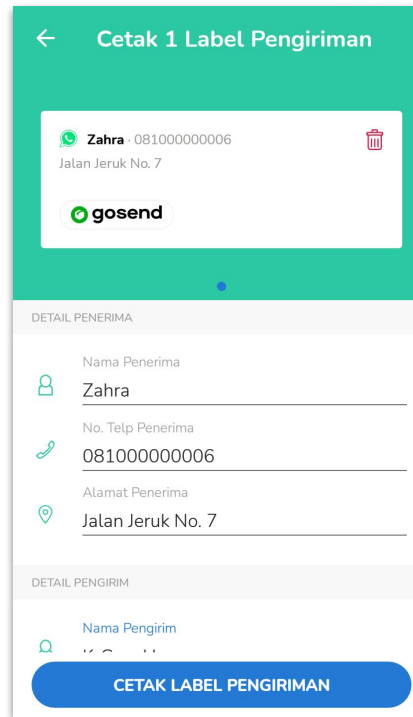 Cetak 1 Label Pengiriman
Zahra · 081000000006
Jalan Jeruk No. 7
gosend
DETAIL PENERIMA
Nama Penerima
Zahra
No. Telp Penerima
081000000006
Alamat Penerima
Jalan Jeruk No. 7
DETAIL PENGIRIM
Nama Pengirim
CETAK LABEL PENGIRIMAN